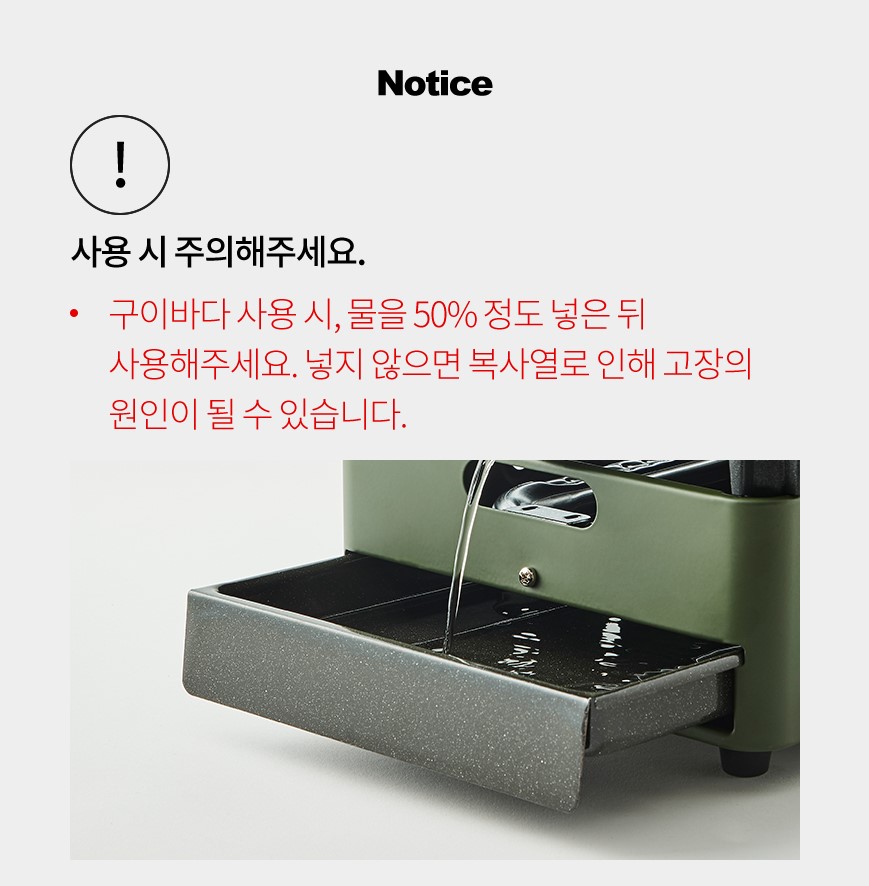 Notice
!
사용 시 주의해주세요.
• 구이바다 사용 시, 물을 50% 정도 넣은 뒤
사용해주세요. 넣지 않으면 복사열로 인해 고장의
원인이 될 수 있습니다.